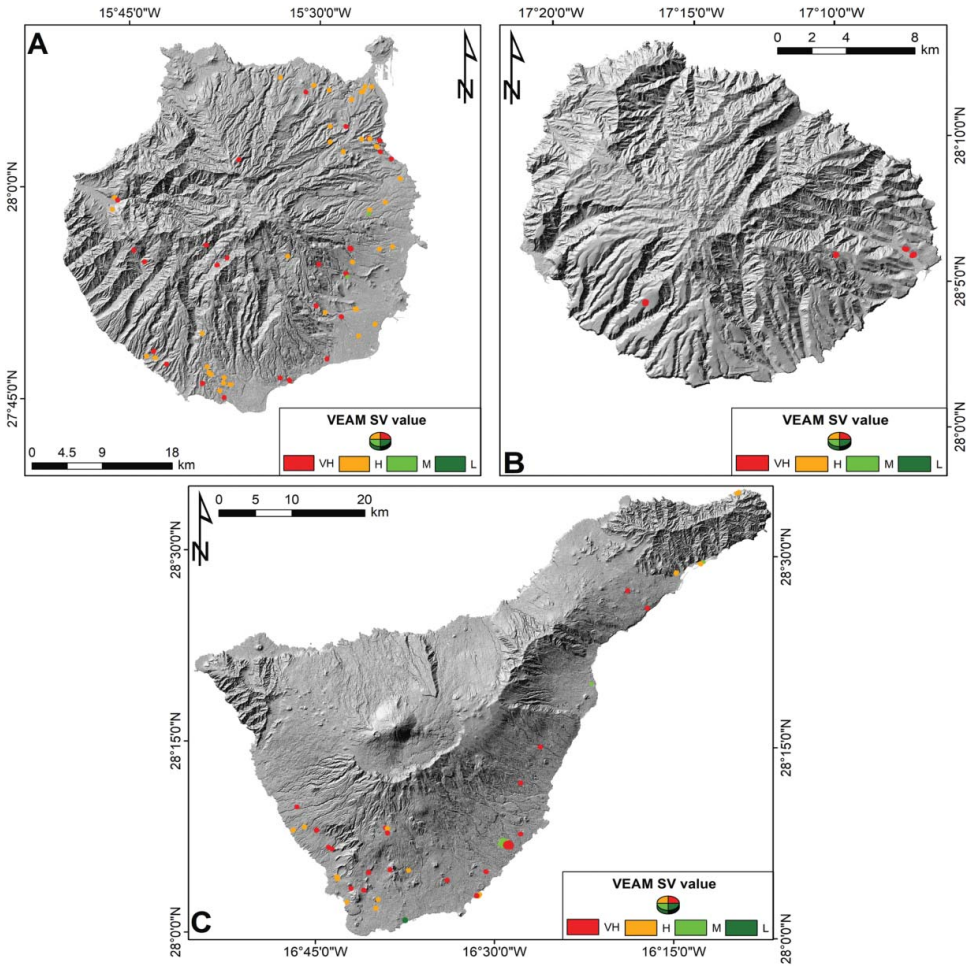 15°45'0"W 15°30'0"W
17°20'0"W 17°15'0"W 17°10'0"W
A
N
28°0'0"N
27°45'0"N
VEAM SV value
VH H M L
0 4.5 9 18
km
0 2 4 8
km
N
28°10'0"N
28°5'0"N
28°0'0"N
B
VEAM SV value
VH H M L
0 5 10 20
km
N
28°30'0"N 28°30'0"N
28°15'0"N 28°15'0"N
28°0'0"N 28°0'0"N
C
VEAM SV value
VH H M L
16°45'0"W 16°30'0"W 16°15'0"W